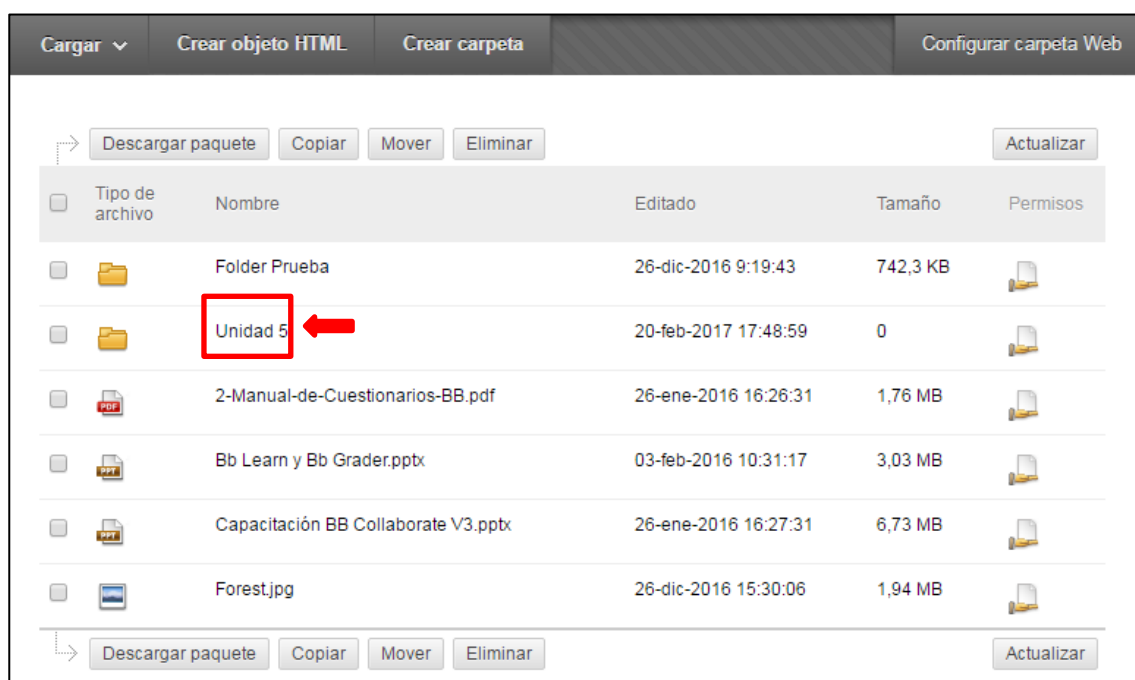 Cargar Crear objeto HTML Crear carpeta Configurar carpeta Web
Descargar paquete Copiar Mover Eliminar Actualizar
Tipo de archivo Nombre Editado Tamaño Permisos
Folder Prueba 26-dic-2016 9:19:43 742,3 KB
Unidad 5 20-feb-2017 17:48:59 0
PDF 2-Manual-de-Cuestionarios-BB.pdf 26-ene-2016 16:26:31 1,76 MB
PPT Bb Learn y Bb Grader.pptx 03-feb-2016 10:31:17 3,03 MB
PPT Capacitación BB Collaborate V3.pptx 26-ene-2016 16:27:31 6,73 MB
Forest.jpg 26-dic-2016 15:30:06 1,94 MB
Descargar paquete Copiar Mover Eliminar Actualizar